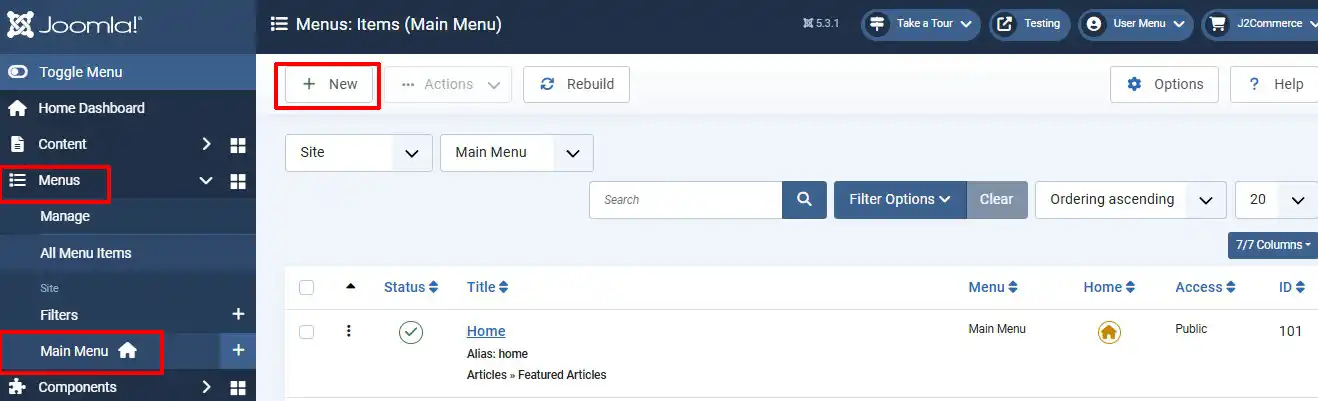 Joomla!®
Menus: Items (Main Menu)
5.3.1
Take a Tour
Testing
User Menu
J2Commerce
Toggle Menu
Home Dashboard
Content
Menus
Manage
All Menu Items
Site
Filters
Main Menu
Components
New
Actions
Rebuild
Options
Help
Site
Main Menu
Search
Filter Options
Clear
Ordering ascending
20
7/7 Columns
Status Title Menu Home Access ID
Home Main Menu Public 101
Alias: home
Articles » Featured Articles